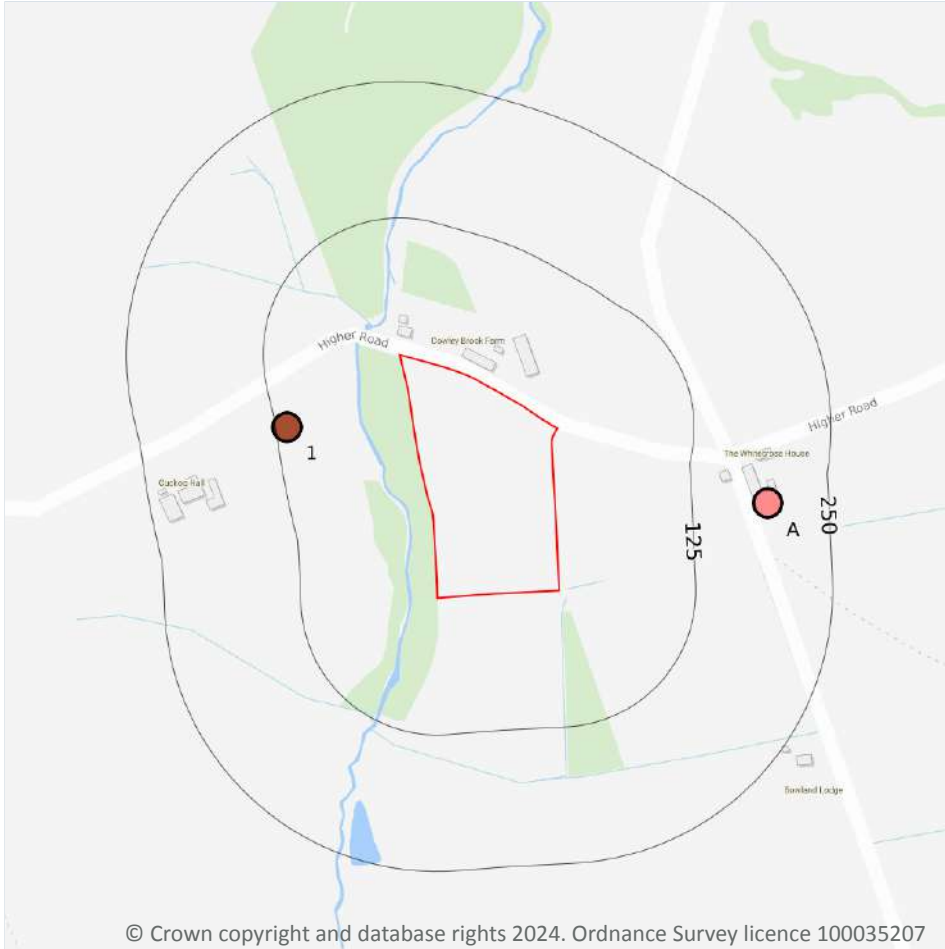 Higher Road
Dowley Brook Farm
Higher Road
1
The Whitegrose House
Cuckoo Hall
A
125
250
Bowland Lodge
© Crown copyright and database rights 2024. Ordnance Survey licence 100035207